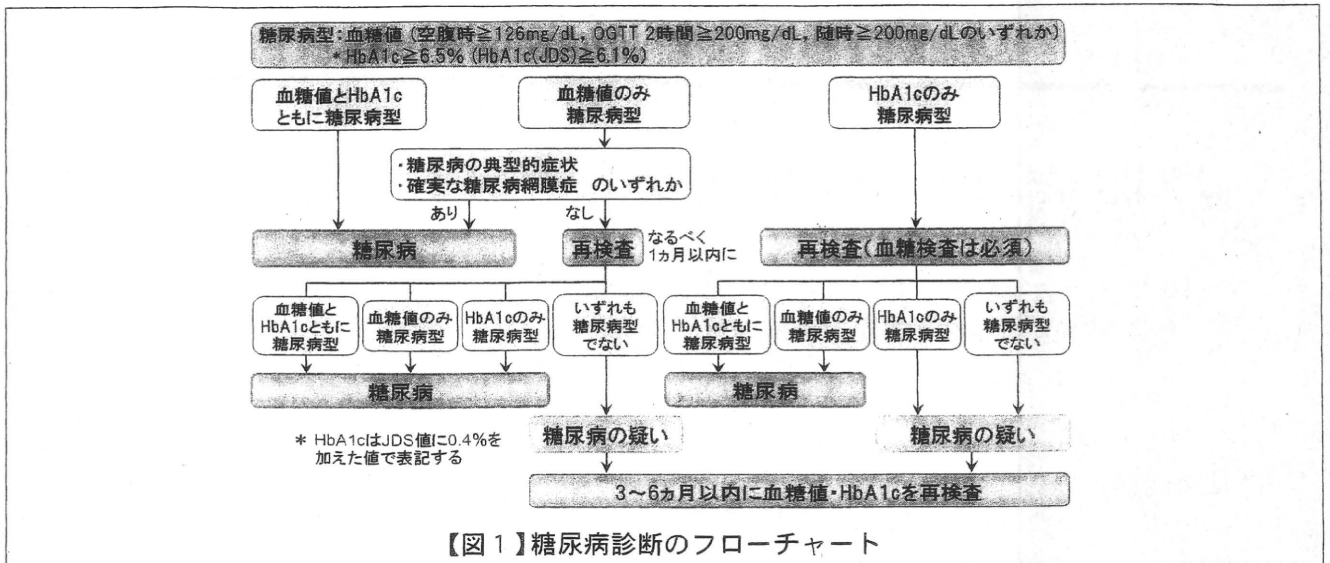 糖尿病型:血糖値(空腹時≧126mg/dL, OGTT 2時間≧200mg/dL, 随時≧200mg/dLのいずれか)
*HbA1c≧6.5% (HbA1c(JDS)≧6.1%)
血糖値とHbA1c
ともに糖尿病型
血糖値のみ
糖尿病型
HbA1cのみ
糖尿病型
・糖尿病の典型的症状
・確実な糖尿病網膜症 のいずれか
あり
なし
糖尿病
再検査
なるべく
1ヵ月以内に
再検査(血糖検査は必須)
血糖値と
HbA1cともに
糖尿病型
血糖値のみ
糖尿病型
HbA1cのみ
糖尿病型
いずれも
糖尿病型
でない
血糖値と
HbA1cともに
糖尿病型
血糖値のみ
糖尿病型
HbA1cのみ
糖尿病型
いずれも
糖尿病型
でない
糖尿病
糖尿病
* HbA1cはJDS値に0.4%を
加えた値で表記する
糖尿病の疑い
糖尿病の疑い
3~6ヵ月以内に血糖値・HbA1cを再検査
【図1】糖尿病診断のフローチャート